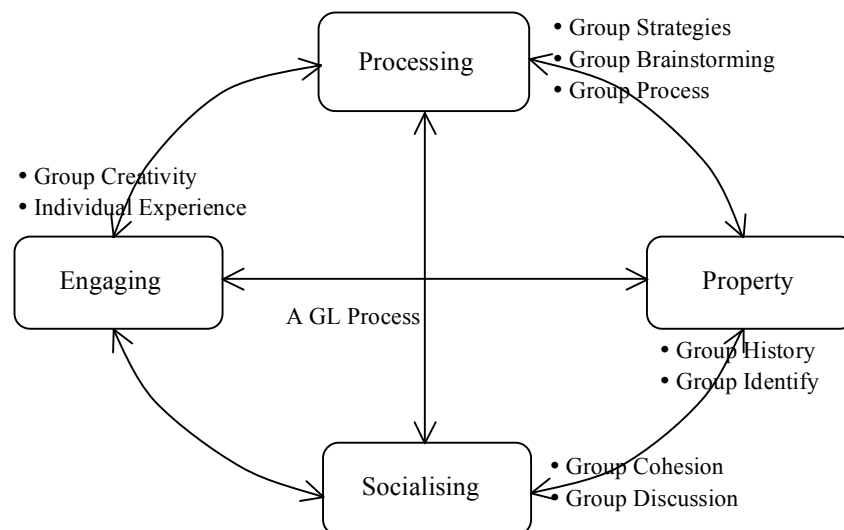 • Group Strategies
Processing
• Group Brainstorming
• Group Process
• Group Creativity
• Individual Experience
Engaging
Property
A GL Process
• Group History
• Group Identify
• Group Cohesion
Socialising
• Group Discussion